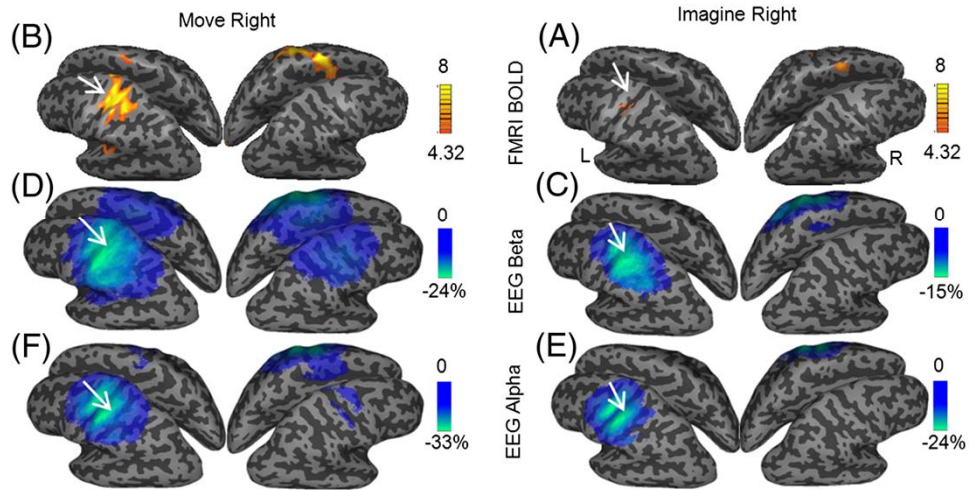 Move Right
Imagine Right
(B)
8
4.32
(A)
FMRI BOLD
L
R
8
4.32
(D)
0
-24%
(C)
EEG Beta
0
-15%
(F)
0
-33%
(E)
EEG Alpha
0
-24%